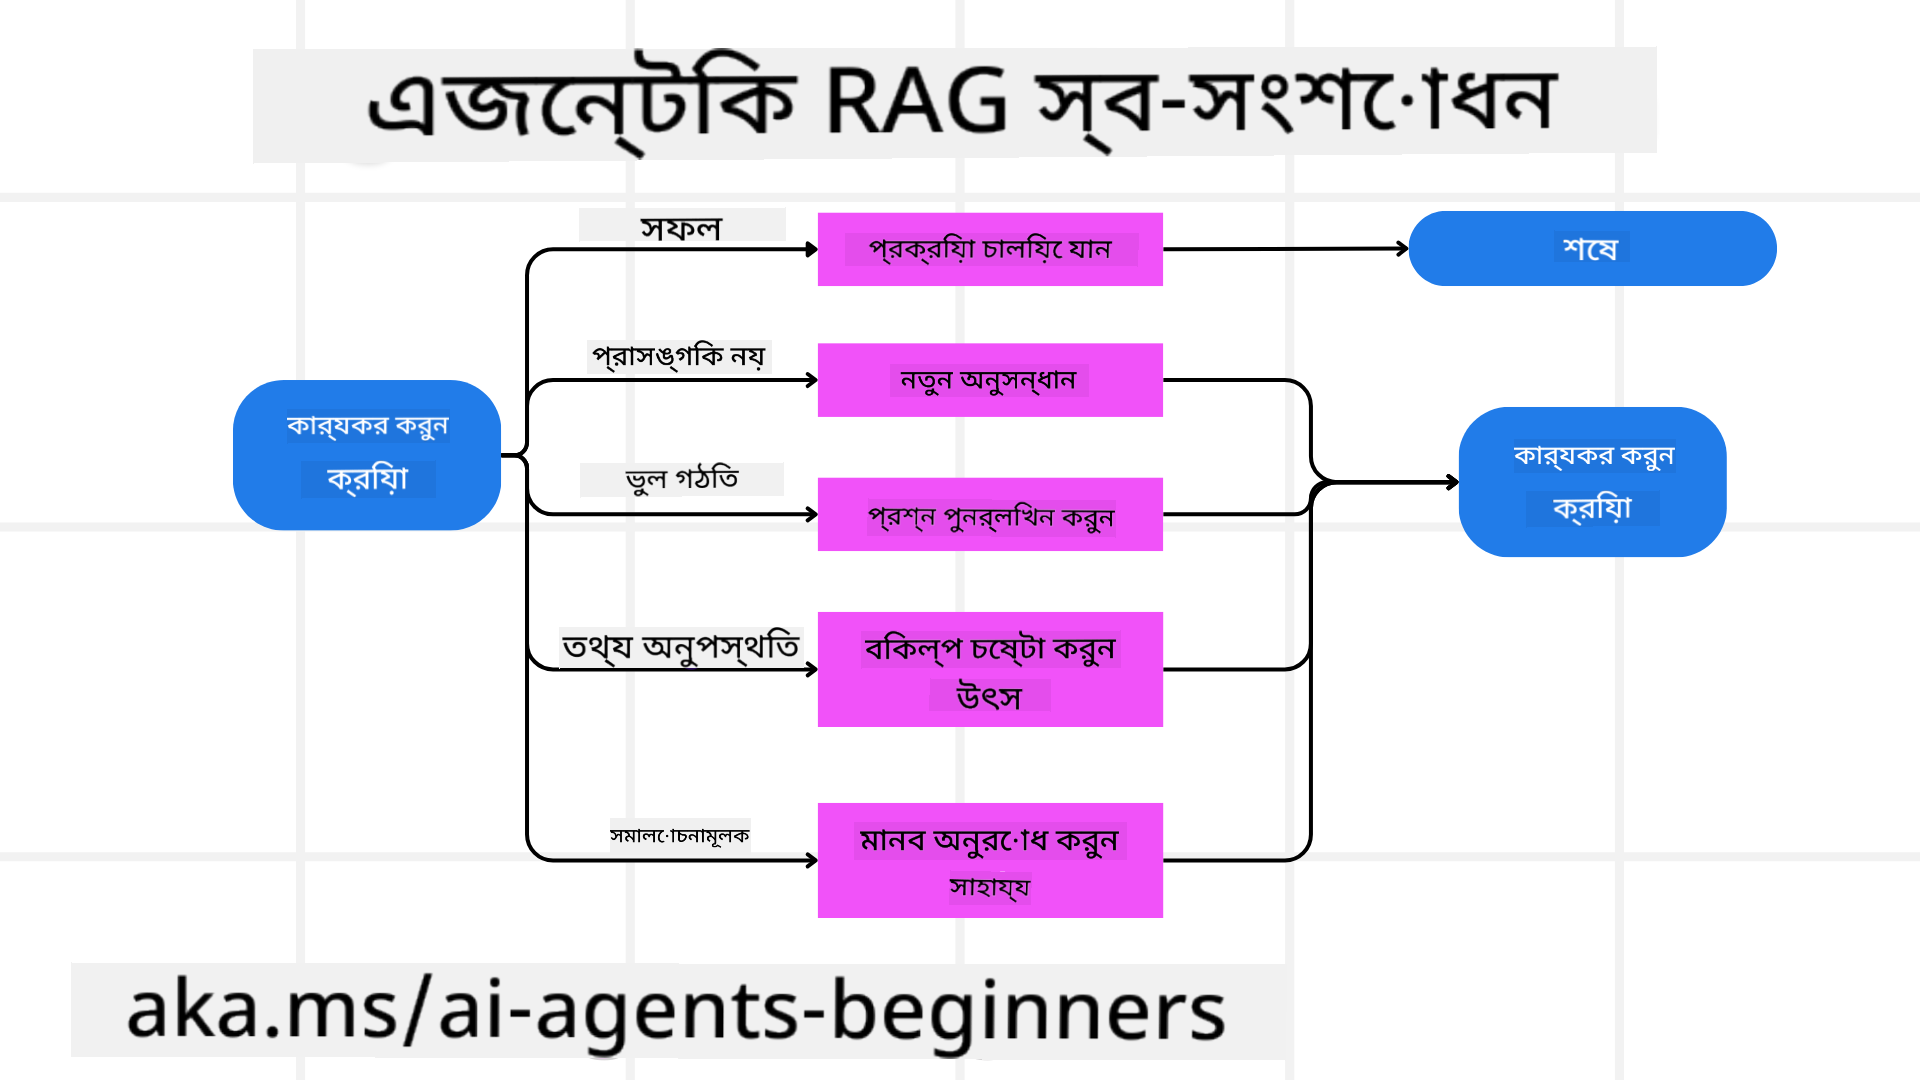 এজেন্টিক RAG স্ব-সংশোধন
সফল
প্রক্রিয়া চালিয়ে যান
শেষ
প্রাসঙ্গিক নয়
নতুন অনুসন্ধান
কার্যকর করুন
ক্রিয়া
ভুল গঠিত
প্রশ্ন পুনর্লিখন করুন
কার্যকর করুন
ক্রিয়া
তথ্য অনুপস্থিত
বিকল্প চেষ্টা করুন
উৎস
সমালোচনামূলক
মানব অনুরোধ করুন
সাহায্য
aka.ms/ai-agents-beginners